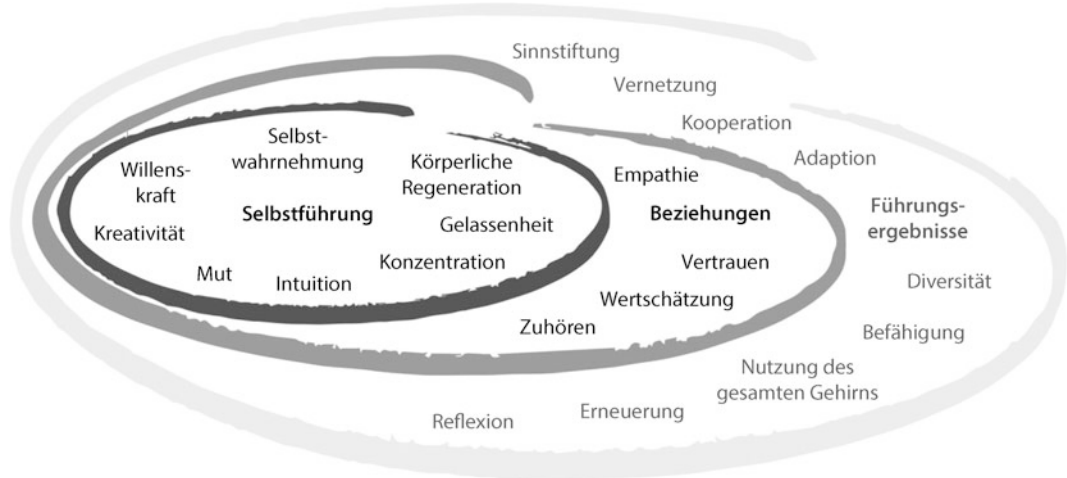 Sinnstiftung
Vernetzung
Kooperation
Adaption
Führungs-
ergebnisse
Diversität
Befähigung
Nutzung des
gesamten Gehirns
Erneuerung
Reflexion
Empathie
Beziehungen
Vertrauen
Wertschätzung
Zuhören
Selbst-
wahrnehmung
Willens-
kraft
Körperliche
Regeneration
Selbstführung
Gelassenheit
Kreativität
Konzentration
Mut
Intuition